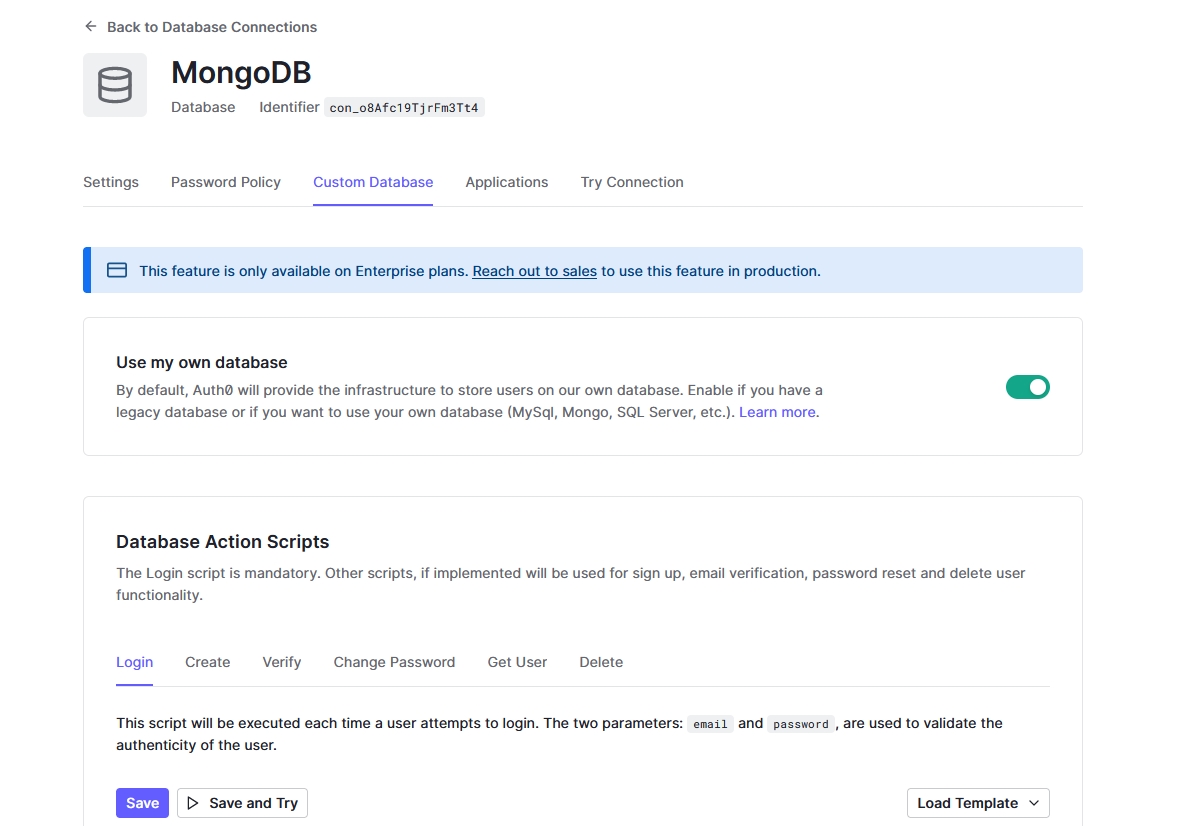 Back to Database Connections
MongoDB
Database Identifier con_o8Afc19TjrFm3Tt4
Settings Password Policy Custom Database Applications Try Connection
This feature is only available on Enterprise plans. Reach out to sales to use this feature in production.
Use my own database
By default, Auth0 will provide the infrastructure to store users on our own database. Enable if you have a
legacy database or if you want to use your own database (MySql, Mongo, SQL Server, etc.). Learn more.
Database Action Scripts
The Login script is mandatory. Other scripts, if implemented will be used for sign up, email verification, password reset and delete user
functionality.
Login Create Verify Change Password Get User Delete
This script will be executed each time a user attempts to login. The two parameters: email and password, are used to validate the
authenticity of the user.
Save Save and Try Load Template